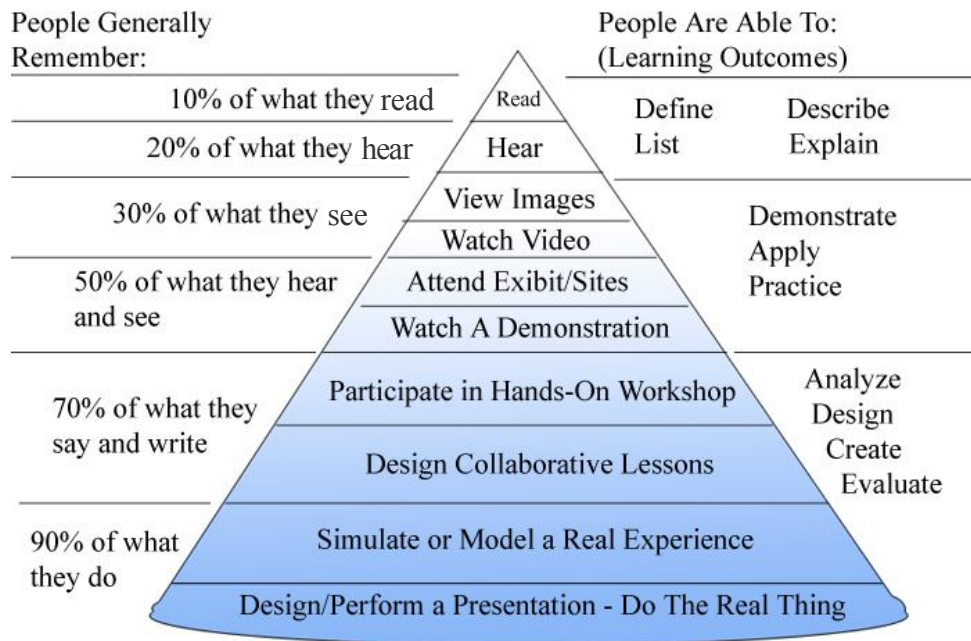 People Generally
Remember:
10% of what they read
20% of what they hear
30% of what they see
50% of what they hear
and see
70% of what they
say and write
90% of what
they do
Read
Hear
View Images
Watch Video
Attend Exibit/Sites
Watch A Demonstration
Participate in Hands-On Workshop
Design Collaborative Lessons
Simulate or Model a Real Experience
Design/Perform a Presentation - Do The Real Thing
People Are Able To:
(Learning Outcomes)
Define Describe
List Explain
Demonstrate
Apply
Practice
Analyze
Design
Create
Evaluate